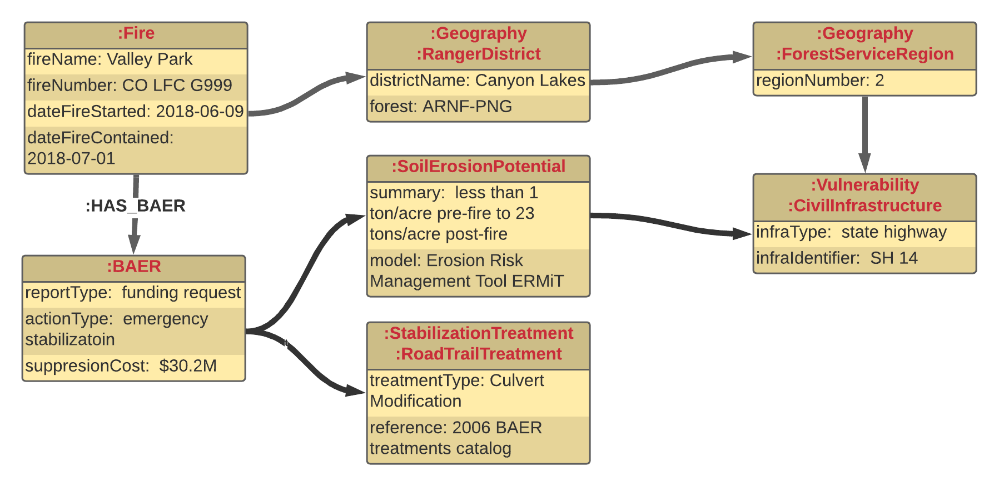 :Fire
fireName: Valley Park
fireNumber: CO LFC G999
dateFireStarted: 2018-06-09
dateFireContained:
2018-07-01
:HAS_BAER
:BAER
reportType:  funding request
actionType:  emergency
stabilizatoin
suppresionCost:  $30.2M
:Geography
:RangerDistrict
districtName: Canyon Lakes
forest: ARNF-PNG
:SoilErosionPotential
summary:  less than 1
ton/acre pre-fire to 23
tons/acre post-fire
model: Erosion Risk
Management Tool ERMiT
t
:StabilizationTreatment
:RoadTrailTreatment
treatmentType: Culvert
Modification
reference: 2006 BAER
treatments catalog
:Geography
:ForestServiceRegion
regionNumber: 2
:Vulnerability
:CivilInfrastructure
infraType:  state highway
infraIdentifier:  SH 14